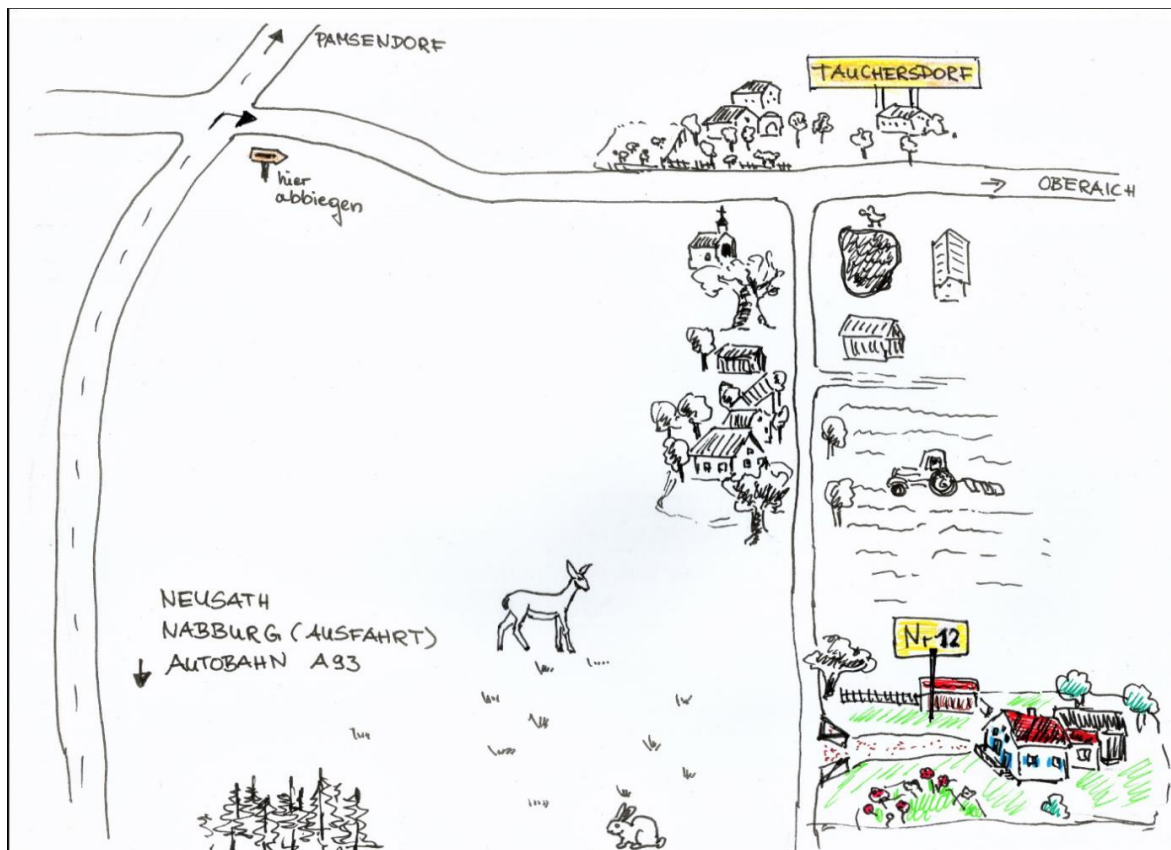 PAMSENDORF
TAUCHERSDORF
hier
abbiegen
OBERAICH
NEUSATH
NABBURG (AUSFAHRT)
AUTOBAHN A93
Nr 12